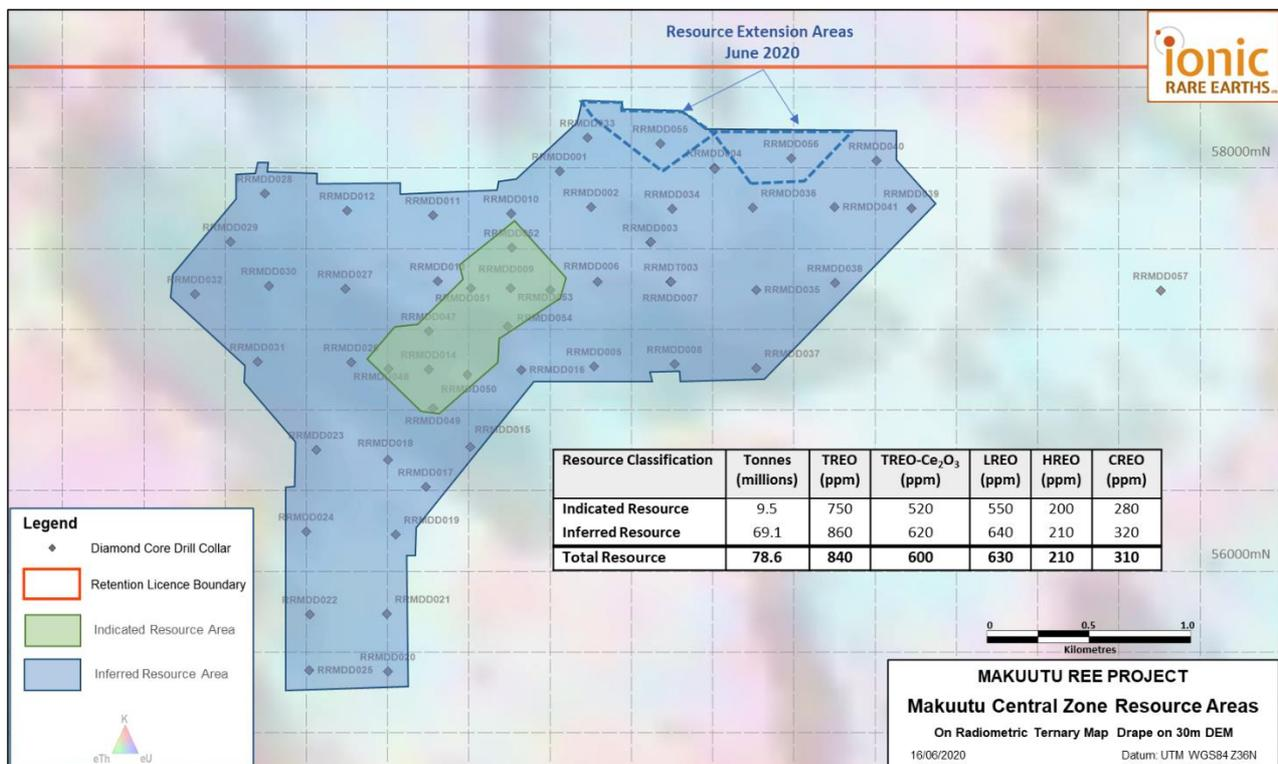 Resource Extension Areas
June 2020
ionic
RARE EARTHS
RRMDD033
RRMDD055
RRMDD056
RRMDD004
RRMDD040
58000mN
RRMDD001
RRMDD028
RRMDD012
RRMDD011
RRMDD010
RRMDD002
RRMDD034
RRMDD036
RRMDD041
RRMDD039
RRMDD029
RRMDD052
RRMDD003
RRMDD032
RRMDD030
RRMDD027
RRMDD009
RRMDD006
RRMDT003
RRMDD038
RRMDD057
RRMDD051
RRMDD053
RRMDD007
RRMDD035
RRMDD047
RRMDD054
RRMDD031
RRMDD026
RRMDD014
RRMDD048
RRMDD050
RRMDD016
RRMDD005
RRMDD008
RRMDD037
RRMDD049
RRMDD023
RRMDD018
RRMDD015
RRMDD017
RRMDD024
RRMDD019
RRMDD022
RRMDD021
RRMDD025
RRMDD020
Resource Classification Tonnes (millions) TREO (ppm) TREO-Ce₂O₃ (ppm) LREO (ppm) HREO (ppm) CREO (ppm)
Indicated Resource 9.5 750 520 550 200 280
Inferred Resource 69.1 860 620 640 210 320
Total Resource 78.6 840 600 630 210 310
56000mN
Legend
Diamond Core Drill Collar
Retention Licence Boundary
Indicated Resource Area
Inferred Resource Area
K
eTh eU
0 0.5 1.0
Kilometres
MAKUUTU REE PROJECT
Makuutu Central Zone Resource Areas
On Radiometric Ternary Map Drape on 30m DEM
16/06/2020 Datum: UTM WGS84 Z36N